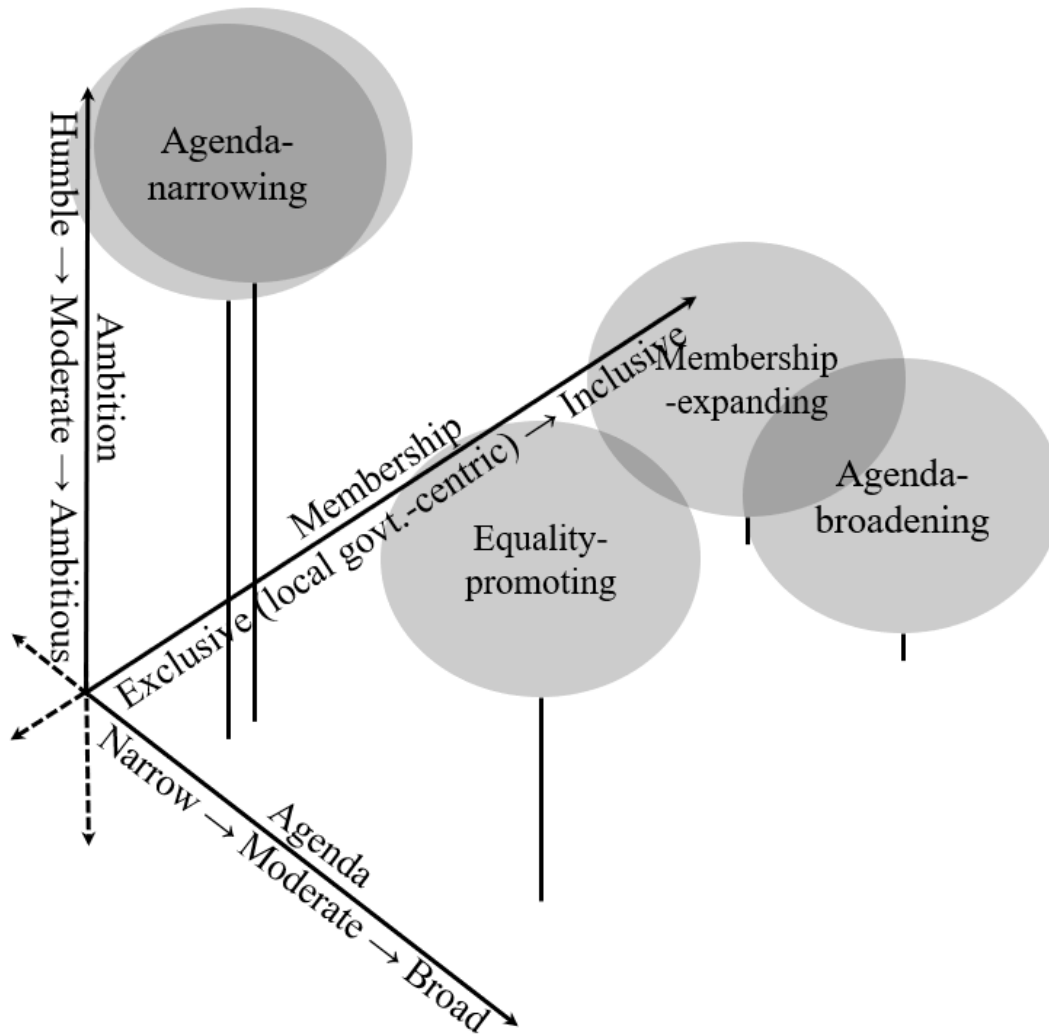 Agenda-
narrowing
Humble → Moderate → Ambitious
Ambition
Membership
Exclusive (local govt.-centric) → Inclusive
Membership
-expanding
Agenda-
broadening
Equality-
promoting
Agenda
Narrow → Moderate → Broad